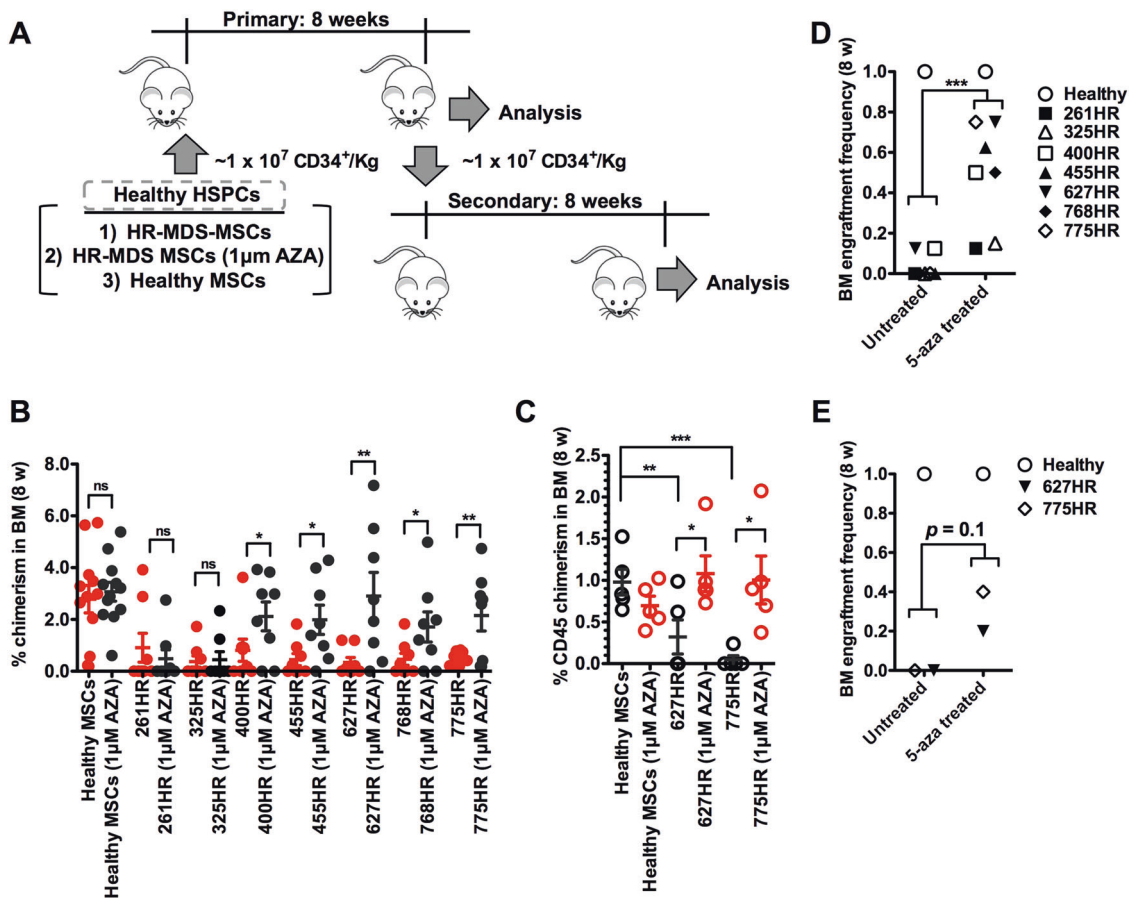 A
Primary: 8 weeks
Analysis
~1 x 10⁷ CD34⁺/Kg
~1 x 10⁷ CD34⁺/Kg
Healthy HSPCs
1) HR-MDS-MSCs
2) HR-MDS MSCs (1µm AZA)
3) Healthy MSCs
Secondary: 8 weeks
Analysis
B
% chimerism in BM (8 w)
8.0
6.0
4.0
2.0
0.0
ns
ns
ns
*
*
**
*
**
Healthy MSCs
Healthy MSCs (1µM AZA)
261HR
261HR (1µM AZA)
325HR
325HR (1µM AZA)
400HR
400HR (1µM AZA)
455HR
455HR (1µM AZA)
627HR
627HR (1µM AZA)
768HR
768HR (1µM AZA)
775HR
775HR (1µM AZA)
C
% CD45 chimerism in BM (8 w)
2.5
2.0
1.5
1.0
0.5
0.0
***
**
*
*
Healthy MSCs
Healthy MSCs (1µM AZA)
627HR
627HR (1µM AZA)
775HR
775HR (1µM AZA)
D
BM engraftment frequency (8 w)
1.0
0.8
0.6
0.4
0.2
0.0
***
Untreated
5-aza treated
Healthy
261HR
325HR
400HR
455HR
627HR
768HR
775HR
E
BM engraftment frequency (8 w)
1.0
0.8
0.6
0.4
0.2
0.0
p = 0.1
Untreated
5-aza treated
Healthy
627HR
775HR